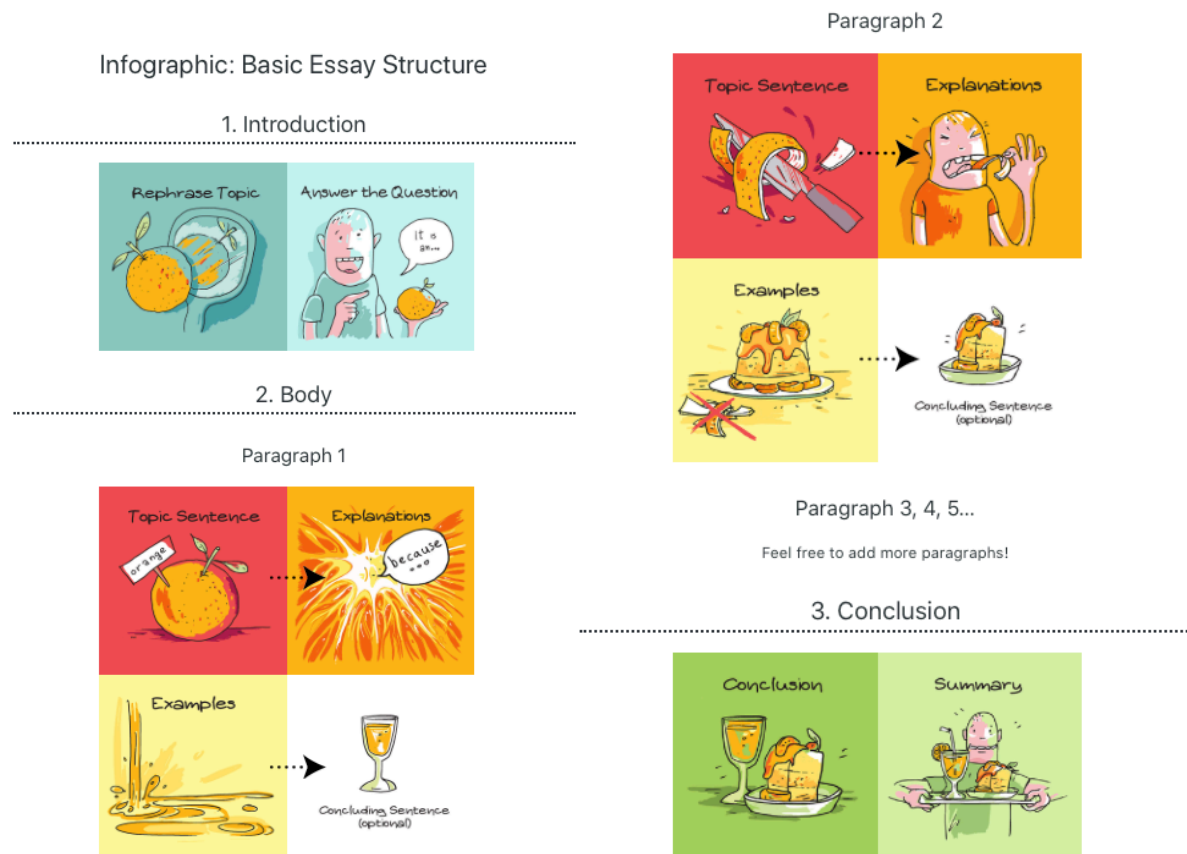 Infographic: Basic Essay Structure
1. Introduction
Rephrase Topic
Answer the Question
It is
an...
2. Body
Paragraph 1
Topic Sentence
orange
Explanations
because
...
Examples
Concluding Sentence
(optional)
Paragraph 2
Topic Sentence
Explanations
Examples
Concluding Sentence
(optional)
Paragraph 3, 4, 5...
Feel free to add more paragraphs!
3. Conclusion
Conclusion
Summary